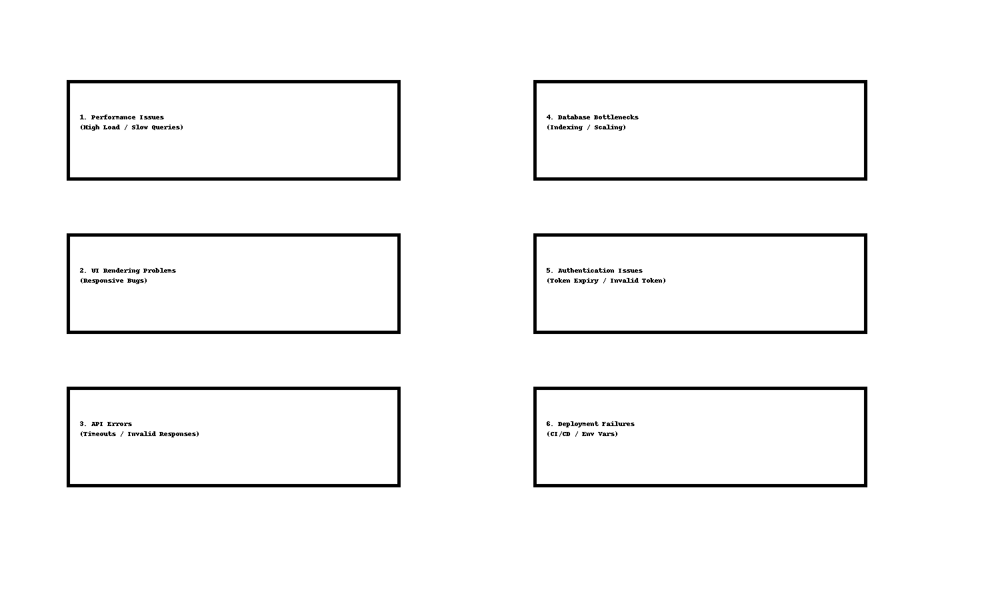 1. Performance Issues
(High Load / Slow Queries)
2. UI Rendering Problems
(Responsive Bugs)
3. API Errors
(Timeouts / Invalid Responses)
4. Database Bottlenecks
(Indexing / Scaling)
5. Authentication Issues
(Token Expiry / Invalid Token)
6. Deployment Failures
(CI/CD / Env Vars)